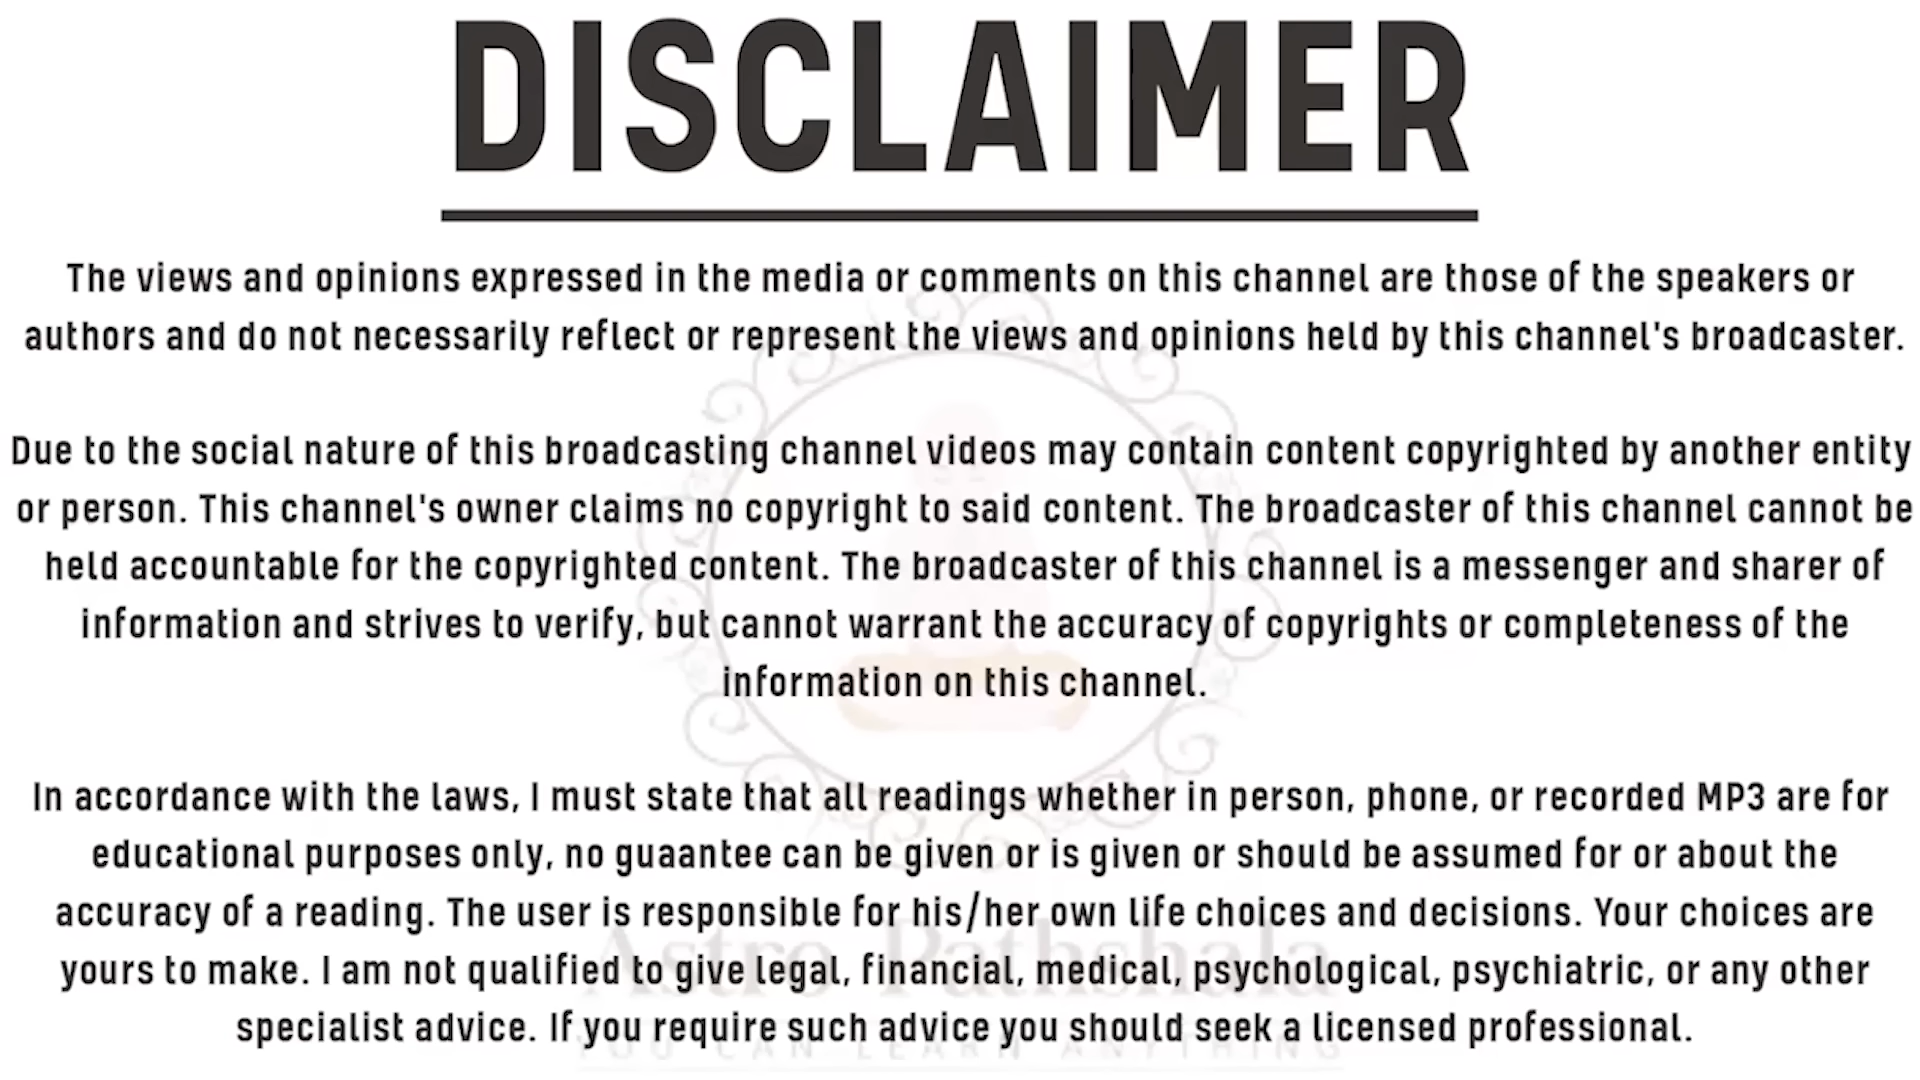 DISCLAIMER
The views and opinions expressed in the media or comments on this channel are those of the speakers or
authors and do not necessarily reflect or represent the views and opinions held by this channel's broadcaster.
Due to the social nature of this broadcasting channel videos may contain content copyrighted by another entity
or person. This channel's owner claims no copyright to said content. The broadcaster of this channel cannot be
held accountable for the copyrighted content. The broadcaster of this channel is a messenger and sharer of
information and strives to verify, but cannot warrant the accuracy of copyrights or completeness of the
information on this channel.
In accordance with the laws, I must state that all readings whether in person, phone, or recorded MP3 are for
educational purposes only, no guaantee can be given or is given or should be assumed for or about the
accuracy of a reading. The user is responsible for his/her own life choices and decisions. Your choices are
Astro Pathshala
yours to make. I am not qualified to give legal, financial, medical, psychological, psychiatric, or any other
specialist advice. If you require such advice you should seek a licensed professional.
YOU CAN LEARN ANYTHING